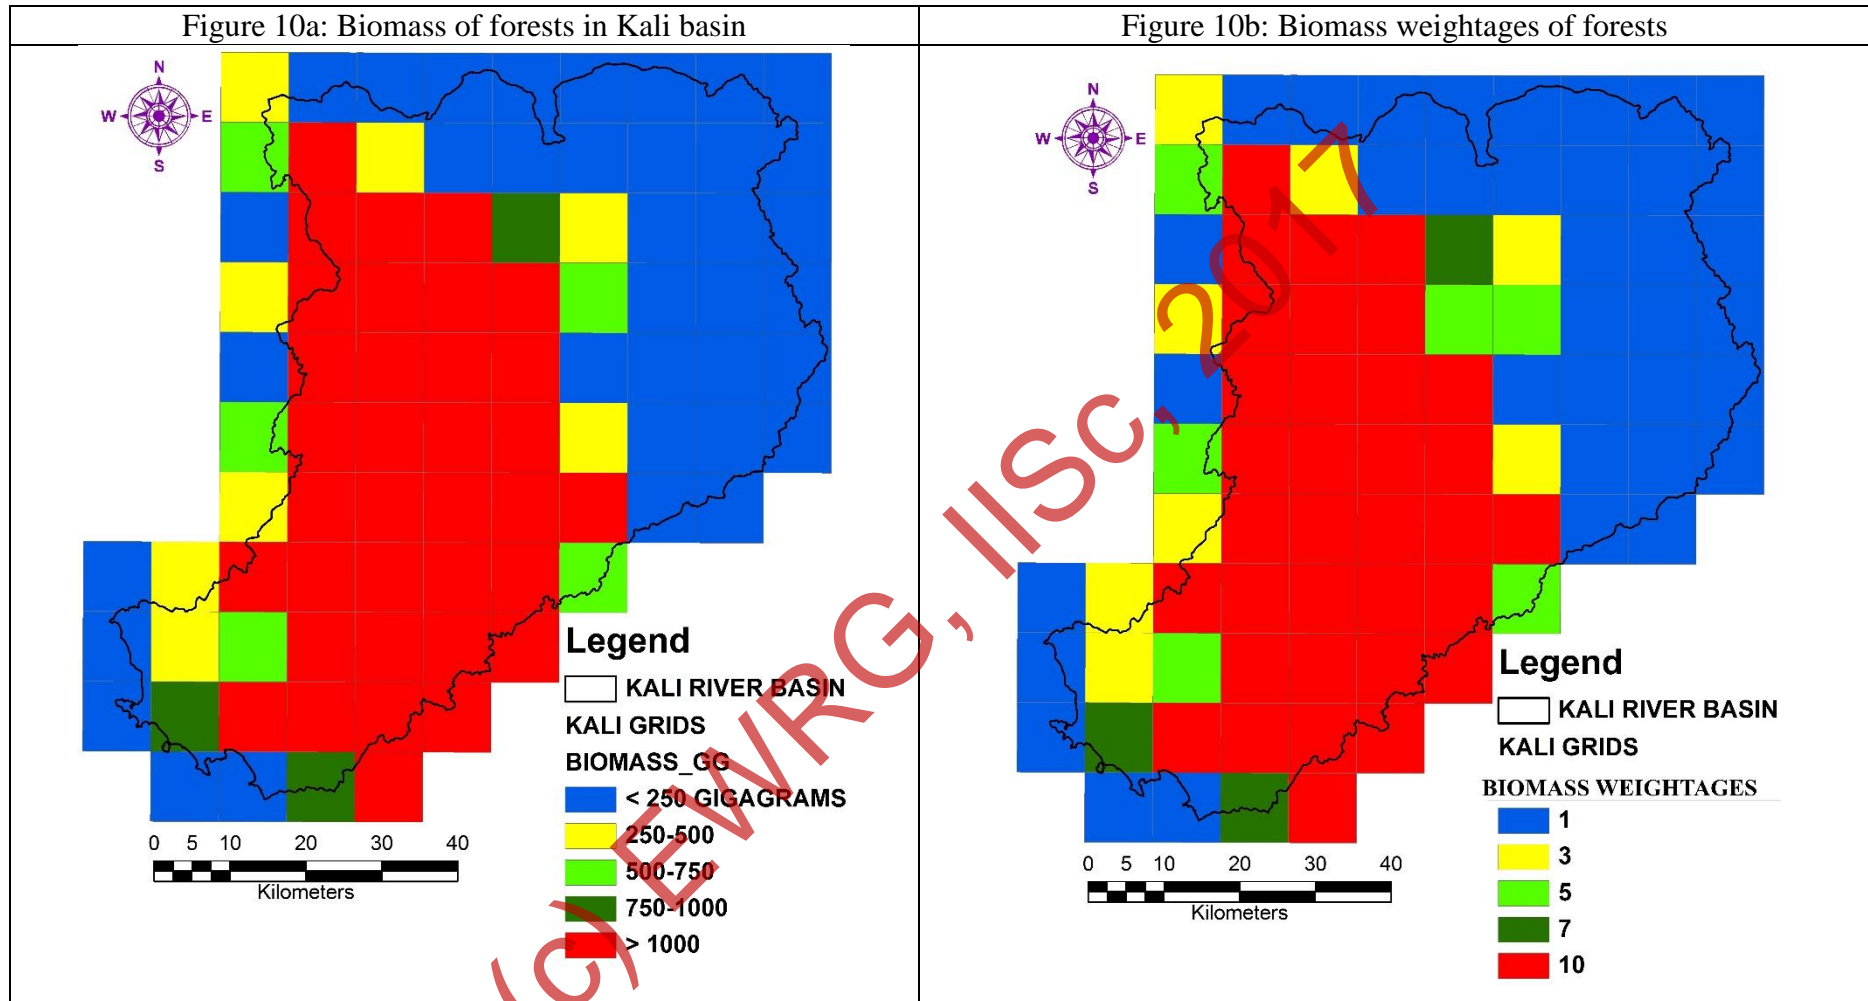 Figure 10a: Biomass of forests in Kali basin
N
W E
S
Legend
KALI RIVER BASIN
KALI GRIDS
BIOMASS_GG
< 250 GIGAGRAMS
250-500
500-750
750-1000
> 1000
0 5 10 20 30 40
Kilometers
Figure 10b: Biomass weightages of forests
N
W E
S
Legend
KALI RIVER BASIN
KALI GRIDS
BIOMASS WEIGHTAGES
1
3
5
7
10
0 5 10 20 30 40
Kilometers
(c) EWRG, IISc, 2017